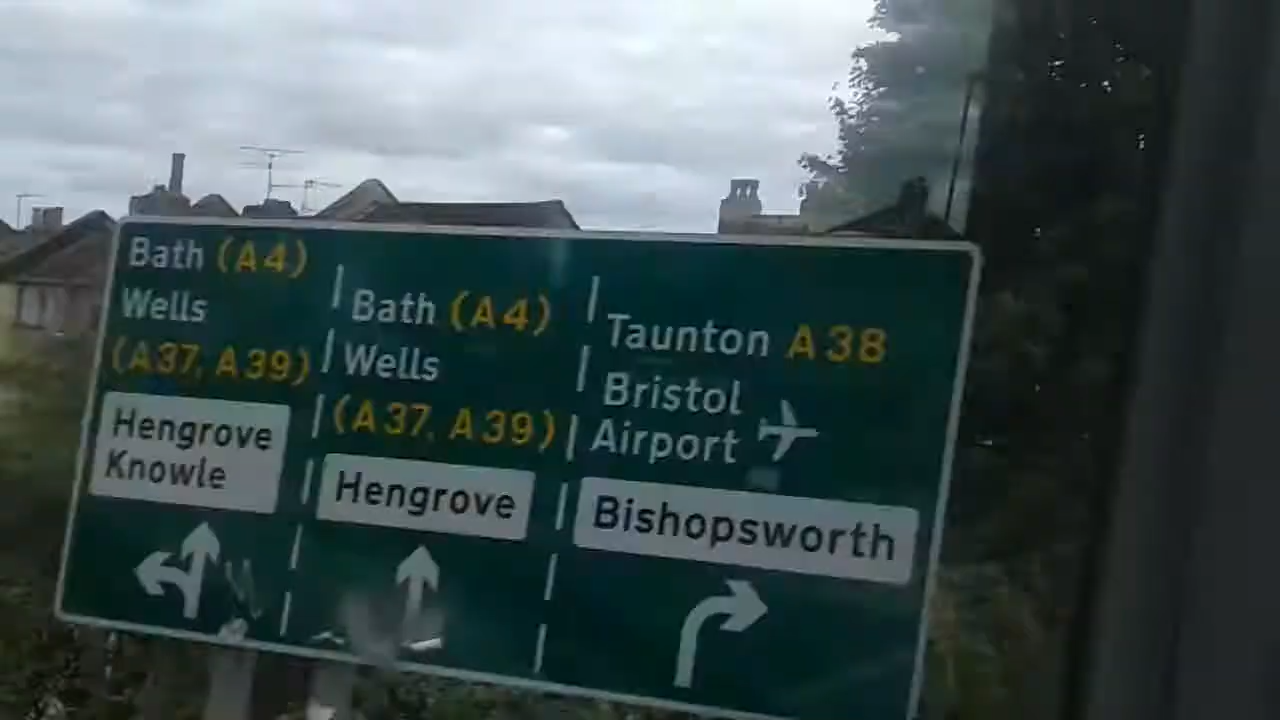 Bath (A4)
Wells
(A37, A39)
Hengrove
Knowle
Bath (A4)
Wells
(A37, A39)
Hengrove
Taunton A38
Bristol
Airport
Bishopsworth